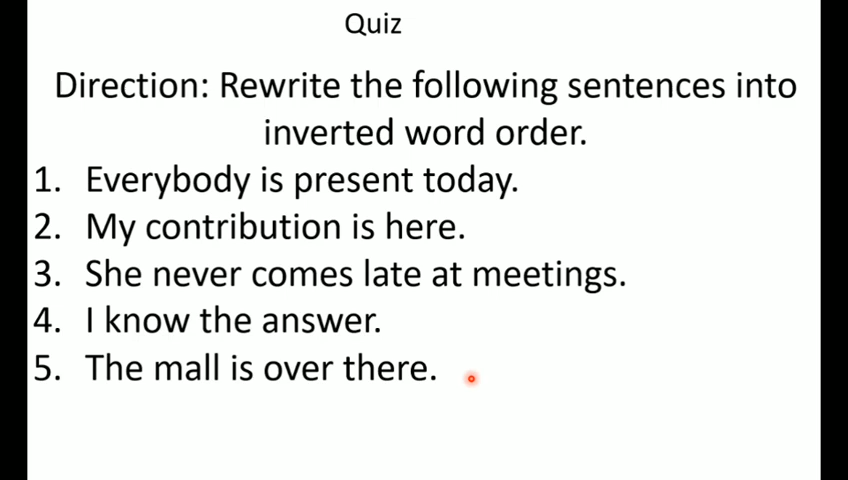 Quiz
Direction: Rewrite the following sentences into
inverted word order.
1. Everybody is present today.
2. My contribution is here.
3. She never comes late at meetings.
4. I know the answer.
5. The mall is over there.